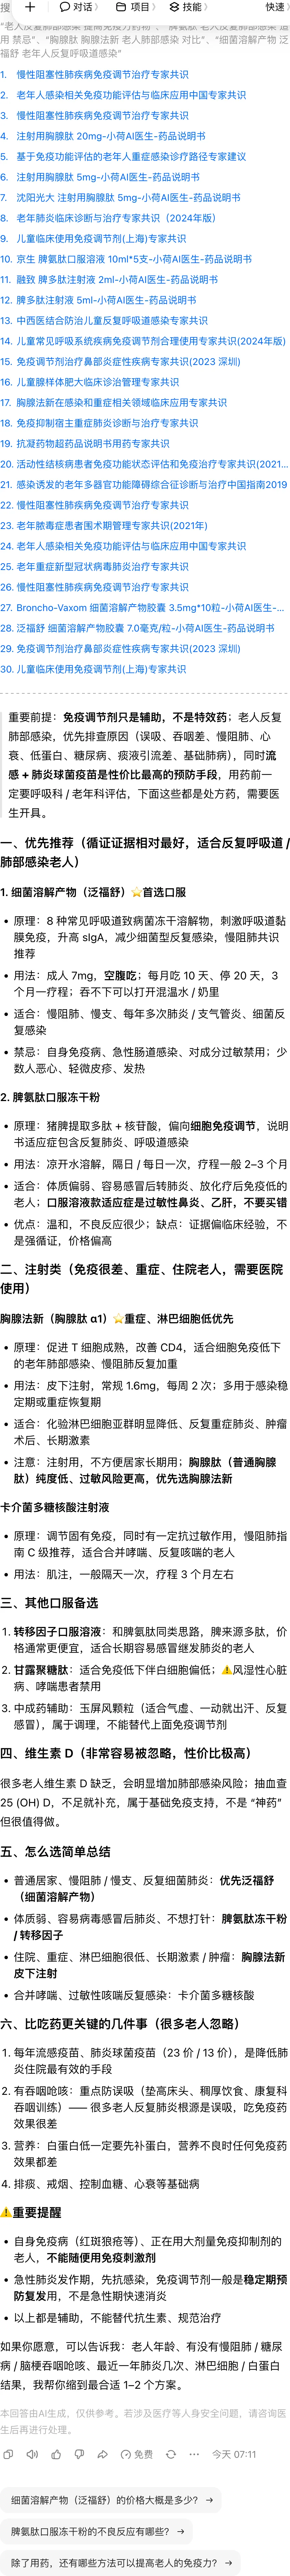 搜
对话 〉
项目 〉
技能 〉
快速 〉
"老人反复肺部感染 提高免疫力药物"、"脾氨肽 老人反复肺部感染 适
用 禁忌"、"胸腺肽 胸腺法新 老人肺部感染 对比"、"细菌溶解产物 泛
福舒 老年人反复呼吸道感染"
1. 慢性阻塞性肺疾病免疫调节治疗专家共识
2. 老年人感染相关免疫功能评估与临床应用中国专家共识
3. 慢性阻塞性肺疾病免疫调节治疗专家共识
4. 注射用胸腺肽 20mg-小荷AI医生-药品说明书
5. 基于免疫功能评估的老年人重症感染诊疗路径专家建议
6. 注射用胸腺肽 5mg-小荷AI医生-药品说明书
7. 沈阳光大 注射用胸腺肽 5mg-小荷AI医生-药品说明书
8. 老年肺炎临床诊断与治疗专家共识（2024年版）
9. 儿童临床使用免疫调节剂(上海)专家共识
10. 京生 脾氨肽口服溶液 10ml*5支-小荷AI医生-药品说明书
11. 融致 脾多肽注射液 2ml-小荷AI医生-药品说明书
12. 脾多肽注射液 5ml-小荷AI医生-药品说明书
13. 中西医结合防治儿童反复呼吸道感染专家共识
14. 儿童常见呼吸系统疾病免疫调节剂合理使用专家共识(2024年版)
15. 免疫调节剂治疗鼻部炎症性疾病专家共识(2023 深圳)
16. 儿童腺样体肥大临床诊治管理专家共识
17. 胸腺法新在感染和重症相关领域临床应用专家共识
18. 免疫抑制宿主重症肺炎诊断与治疗专家共识
19. 抗凝药物超药品说明书用药专家共识
20. 活动性结核病患者免疫功能状态评估和免疫治疗专家共识(2021...
21. 感染诱发的老年多器官功能障碍综合征诊断与治疗中国指南2019
22. 慢性阻塞性肺疾病免疫调节治疗专家共识
23. 老年脓毒症患者围术期管理专家共识(2021年)
24. 老年人感染相关免疫功能评估与临床应用中国专家共识
25. 老年重症新型冠状病毒肺炎治疗专家共识
26. 慢性阻塞性肺疾病免疫调节治疗专家共识
27. Broncho-Vaxom 细菌溶解产物胶囊 3.5mg*10粒-小荷AI医生-...
28. 泛福舒 细菌溶解产物胶囊 7.0毫克/粒-小荷AI医生-药品说明书
29. 免疫调节剂治疗鼻部炎症性疾病专家共识(2023 深圳)
30. 儿童临床使用免疫调节剂(上海)专家共识
重要前提：免疫调节剂只是辅助，不是特效药；老人反复
肺部感染，优先排查原因（误吸、吞咽差、慢阻肺、心
衰、低蛋白、糖尿病、痰液引流差、基础肺病），同时流
感 + 肺炎球菌疫苗是性价比最高的预防手段，用药前一
定要呼吸科 / 老年科评估，下面这些都是处方药，需要医
生开具。
一、优先推荐（循证证据相对最好，适合反复呼吸道 /
肺部感染老人）
1. 细菌溶解产物（泛福舒）⭐首选口服
• 原理：8 种常见呼吸道致病菌冻干溶解物，刺激呼吸道黏
膜免疫，升高 sIgA，减少细菌型反复感染，慢阻肺共识
推荐
• 用法：成人 7mg，空腹吃；每月吃 10 天、停 20 天，3
个月一疗程；吞不下可以打开混温水 / 奶里
• 适合：慢阻肺、慢支、每年多次肺炎 / 支气管炎、细菌反
复感染
• 禁忌：自身免疫病、急性肠道感染、对成分过敏禁用；少
数人恶心、轻微皮疹、发热
2. 脾氨肽口服冻干粉
• 原理：猪脾提取多肽 + 核苷酸，偏向细胞免疫调节，说明
书适应症包含反复肺炎、呼吸道感染
• 用法：凉开水溶解，隔日 / 每日一次，疗程一般 2–3 个月
• 适合：体质偏弱、容易感冒后转肺炎、放化疗后免疫低的
老人；口服溶液款适应症是过敏性鼻炎、乙肝，不要买错
• 优点：温和，不良反应很少；缺点：证据偏临床经验，不
是强循证，价格偏高
二、注射类（免疫很差、重症、住院老人，需要医院
使用）
胸腺法新（胸腺肽 α1）⭐重症、淋巴细胞低优先
• 原理：促进 T 细胞成熟，改善 CD4，适合细胞免疫低下
的老年肺部感染、慢阻肺反复加重
• 用法：皮下注射，常规 1.6mg，每周 2 次；多用于感染稳
定期或重症恢复期
• 适合：化验淋巴细胞亚群明显降低、反复重症肺炎、肿瘤
术后、长期激素
• 注意：注射用，不方便居家长期用；胸腺肽（普通胸腺
肽）纯度低、过敏风险更高，优先选胸腺法新
卡介菌多糖核酸注射液
• 原理：调节固有免疫，同时有一定抗过敏作用，慢阻肺指
南 C 级推荐，适合合并哮喘、反复咳喘的老人
• 用法：肌注，一般隔天一次，疗程 3 个月左右
三、其他口服备选
1. 转移因子口服溶液：和脾氨肽同类思路，脾来源多肽，价
格通常更便宜，适合长期容易感冒继发肺炎的老人
2. 甘露聚糖肽：适合免疫低下伴白细胞偏低；⚠️风湿性心脏
病、哮喘患者禁用
3. 中成药辅助：玉屏风颗粒（适合气虚、一动就出汗、反复
感冒），属于调理，不能替代上面免疫调节剂
四、维生素 D（非常容易被忽略，性价比极高）
很多老人维生素 D 缺乏，会明显增加肺部感染风险；抽血查
25 (OH) D，不足就补充，属于基础免疫支持，不是 "神药"
但很值得做。
五、怎么选简单总结
• 普通居家、慢阻肺 / 慢支、反复细菌肺炎：优先泛福舒
（细菌溶解产物）
• 体质弱、容易病毒感冒后肺炎、不想打针：脾氨肽冻干粉
/ 转移因子
• 住院、重症、淋巴细胞很低、长期激素 / 肿瘤：胸腺法新
皮下注射
• 合并哮喘、过敏性咳喘反复感染：卡介菌多糖核酸
六、比吃药更关键的几件事（很多老人忽略）
1. 每年流感疫苗、肺炎球菌疫苗（23 价 / 13 价），是降低肺
炎住院最有效的手段
2. 有吞咽呛咳：重点防误吸（垫高床头、稠厚饮食、康复科
吞咽训练）—— 很多老人反复肺炎根源是误吸，吃免疫药
效果很差
3. 营养：白蛋白低一定要先补蛋白，营养不良时任何免疫药
效果都差
4. 排痰、戒烟、控制血糖、心衰等基础病
⚠️重要提醒
• 自身免疫病（红斑狼疮等）、正在用大剂量免疫抑制剂的
老人，不能随便用免疫刺激剂
• 急性肺炎发作期，先抗感染，免疫调节剂一般是稳定期预
防复发用，不是急性期快速消炎
• 以上都是辅助，不能替代抗生素、规范治疗
如果你愿意，可以告诉我：老人年龄、有没有慢阻肺 / 糖尿
病 / 脑梗吞咽呛咳、最近一年肺炎几次、淋巴细胞 / 白蛋白
结果，我帮你缩到最合适 1–2 个方案。
本回答由AI生成，仅供参考。若涉及医疗等人身安全问题，请咨询医
生后再进行处理。
免费
今天 07:11
细菌溶解产物（泛福舒）的价格大概是多少？ →
脾氨肽口服冻干粉的不良反应有哪些？ →
除了用药，还有哪些方法可以提高老人的免疫力？ →